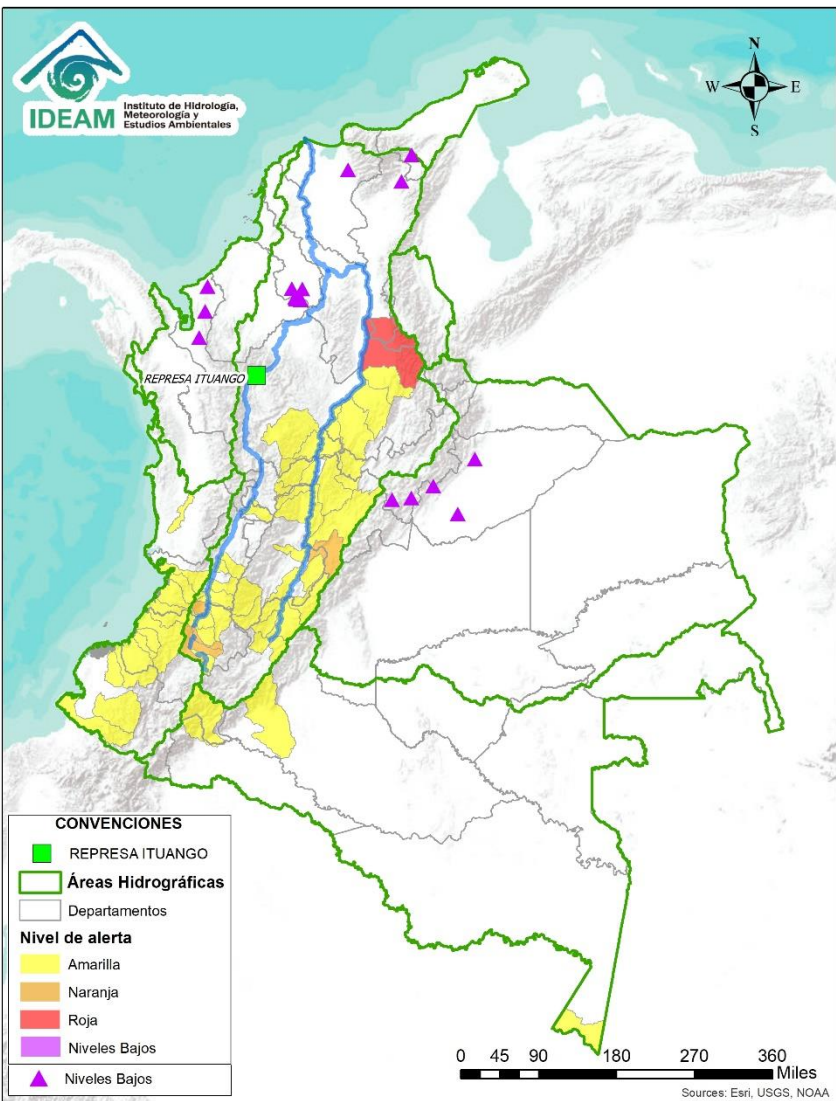 IDEAM
Instituto de Hidrología,
Meteorología y
Estudios Ambientales
N
W
E
S
REPRESA ITUANGO
CONVENCIONES
REPRESA ITUANGO
Áreas Hidrográficas
Departamentos
Nivel de alerta
Amarilla
Naranja
Roja
Niveles Bajos
Niveles Bajos
0 45 90 180 270 360
Miles
Sources: Esri, USGS, NOAA